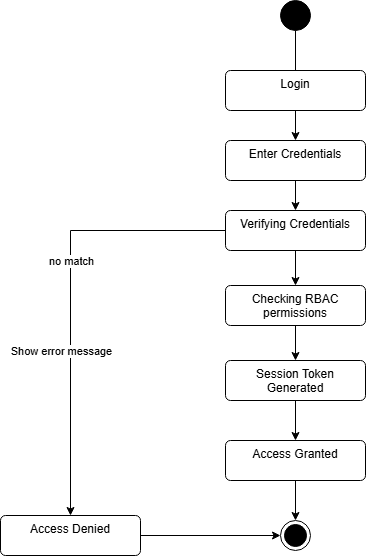 Login
Enter Credentials
Verifying Credentials
no match
Checking RBAC
permissions
Show error message
Session Token
Generated
Access Granted
Access Denied